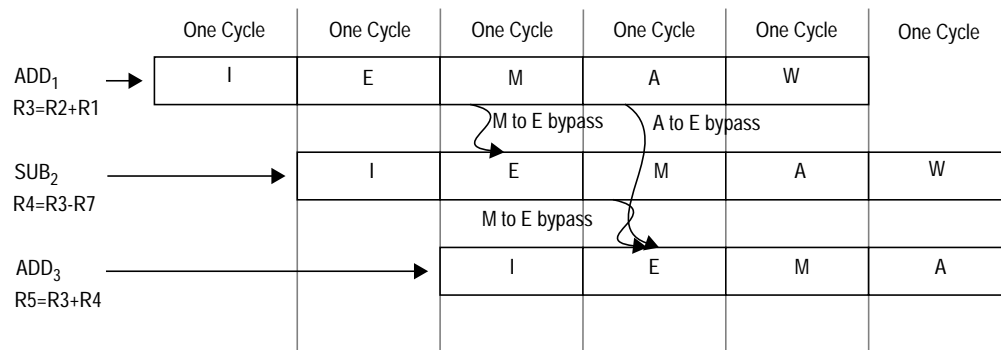 One Cycle One Cycle One Cycle One Cycle One Cycle One Cycle
ADD1 I E M A W
R3=R2+R1
M to E bypass A to E bypass
SUB2 I E M A W
R4=R3-R7
M to E bypass
ADD3 I E M A
R5=R3+R4